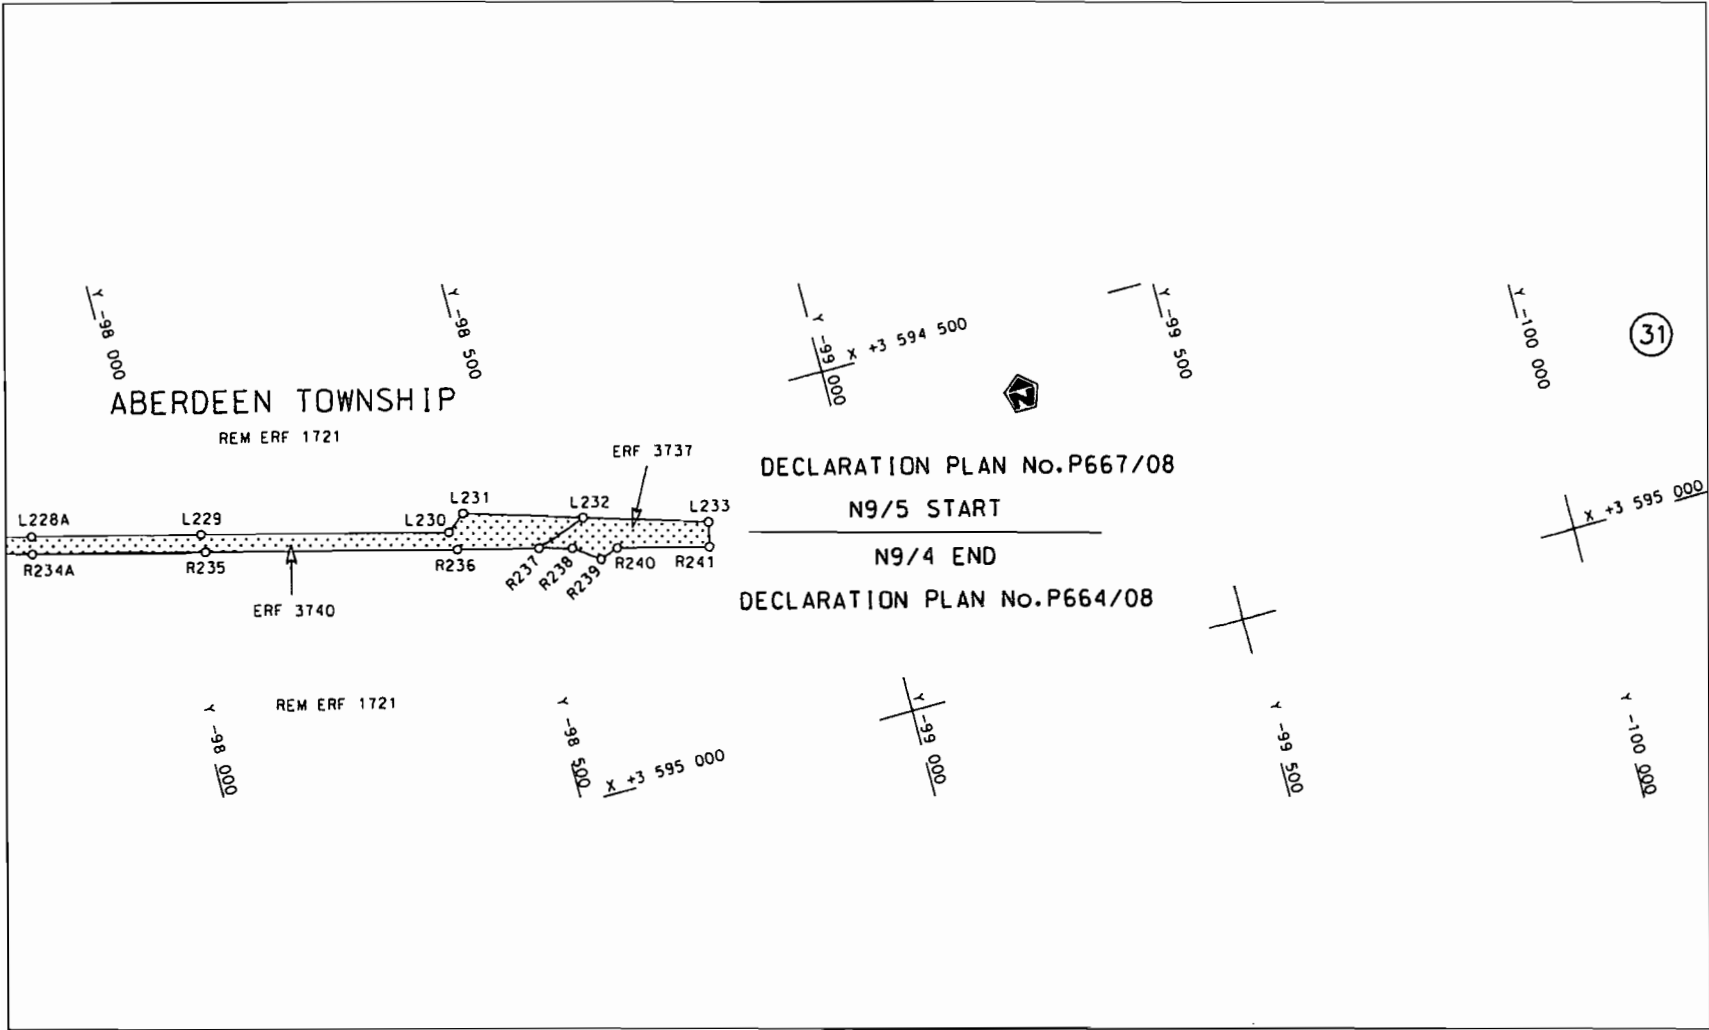 Y -98 000
Y -98 500
Y -99 000
X +3 594 500
Y -99 500
Y -100 000
31
ABERDEEN TOWNSHIP
REM ERF 1721
N
ERF 3737
DECLARATION PLAN No.P667/08
N9/5 START
X +3 595 000
L228A
L229
L230
L231
L232
L233
R234A
R235
R236
R237
R238
R239
R240
R241
N9/4 END
DECLARATION PLAN No.P664/08
ERF 3740
REM ERF 1721
Y -98 000
Y -98 500
X +3 595 000
Y -99 000
Y -99 500
Y -100 000